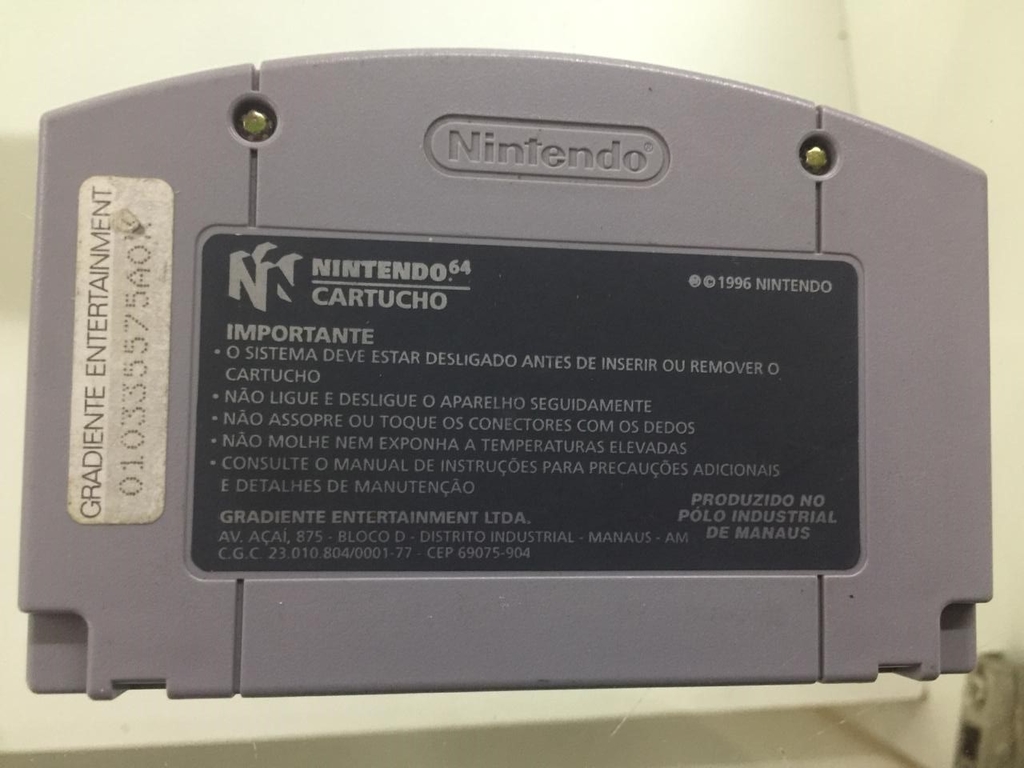 Nintendo®
GRADIENTE ENTERTAINMENT
NINTENDO.64
CARTUCHO
®©1996 NINTENDO
IMPORTANTE
• O SISTEMA DEVE ESTAR DESLIGADO ANTES DE INSERIR OU REMOVER O
CARTUCHO
• NÃO LIGUE E DESLIGUE O APARELHO SEGUIDAMENTE
• NÃO ASSOPRE OU TOQUE OS CONECTORES COM OS DEDOS
• NÃO MOLHE NEM EXPONHA A TEMPERATURAS ELEVADAS
• CONSULTE O MANUAL DE INSTRUÇÕES PARA PRECAUÇÕES ADICIONAIS
E DETALHES DE MANUTENÇÃO
GRADIENTE ENTERTAINMENT LTDA.
AV. AÇAÍ, 875 - BLOCO D - DISTRITO INDUSTRIAL - MANAUS - AM
C.G.C. 23.010.804/0001-77 - CEP 69075-904
PRODUZIDO NO
PÓLO INDUSTRIAL
DE MANAUS